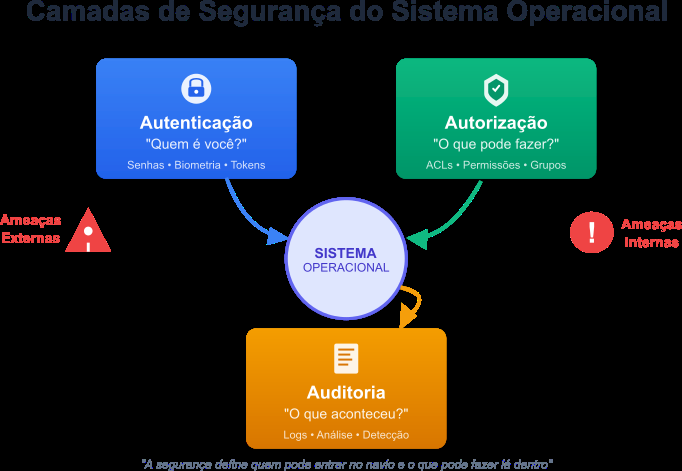 Camadas de Segurança do Sistema Operacional
Autenticação
"Quem é você?"
Senhas • Biometria • Tokens
Autorização
"O que pode fazer?"
ACLs • Permissões • Grupos
Ameaças
Externas
!
Ameaças
Internas
SISTEMA
OPERACIONAL
Auditoria
"O que aconteceu?"
Logs • Análise • Detecção
"A segurança define quem pode entrar no navio e o que pode fazer lá dentro"